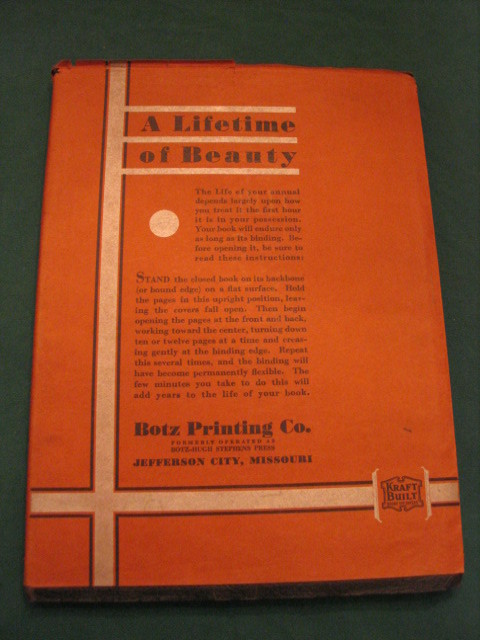 A Lifetime
of Beauty
The Life of your annual
depends largely upon how
you treat it the first hour
it is in your possession.
Your book will endure only
as long as its binding. Be-
fore opening it, be sure to
read these instructions:
STAND the closed book on its backbone
(or bound edge) on a flat surface. Hold
the pages in this upright position, leav-
ing the covers fall open. Then begin
opening the pages at the front and back,
working toward the center, turning down
ten or twelve pages at a time and creas-
ing gently at the binding edge. Repeat
this several times, and the binding will
have become permanently flexible. The
few minutes you take to do this will
add years to the life of your book.
Botz Printing Co.
FORMERLY OPERATED AS
BOTZ-HUGH STEPHENS PRESS
JEFFERSON CITY, MISSOURI
KRAFT
BUILT